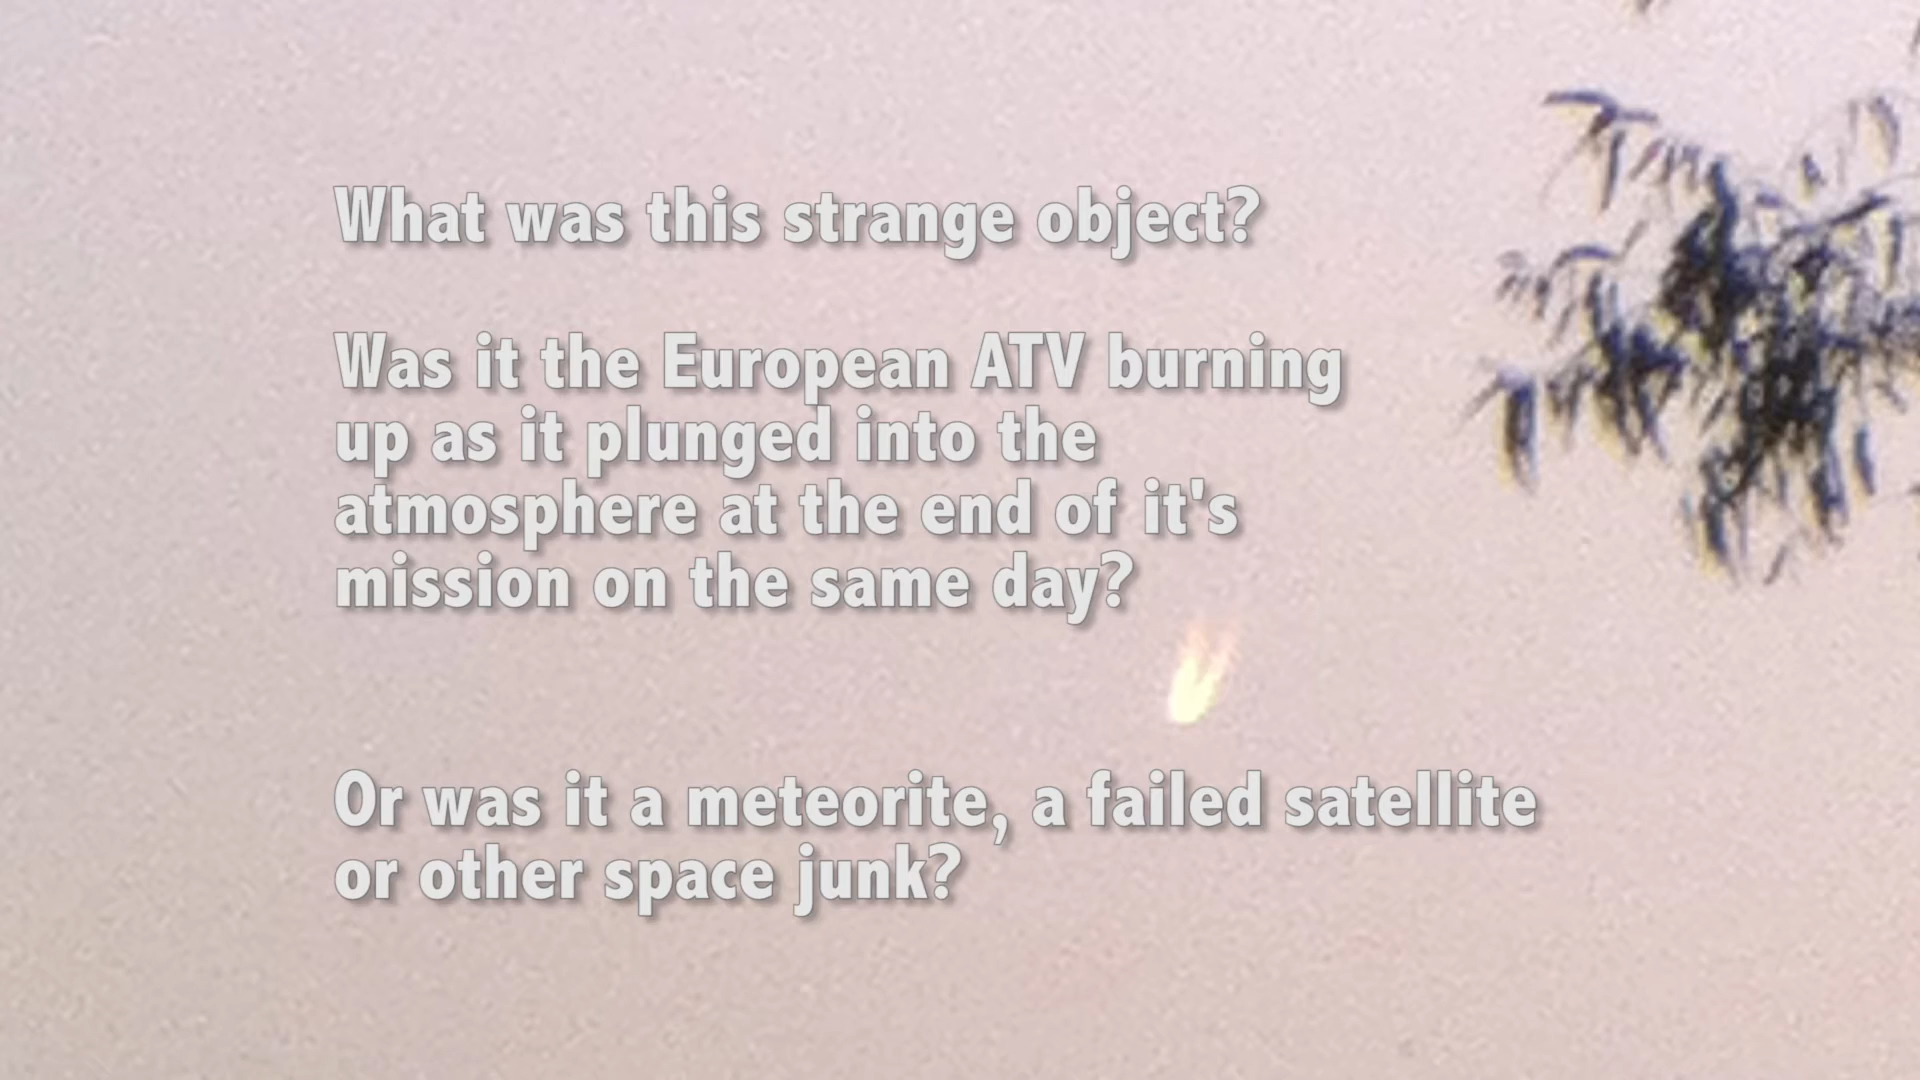 What was this strange object?
Was it the European ATV burning
up as it plunged into the
atmosphere at the end of it's
mission on the same day?
Or was it a meteorite, a failed satellite
or other space junk?